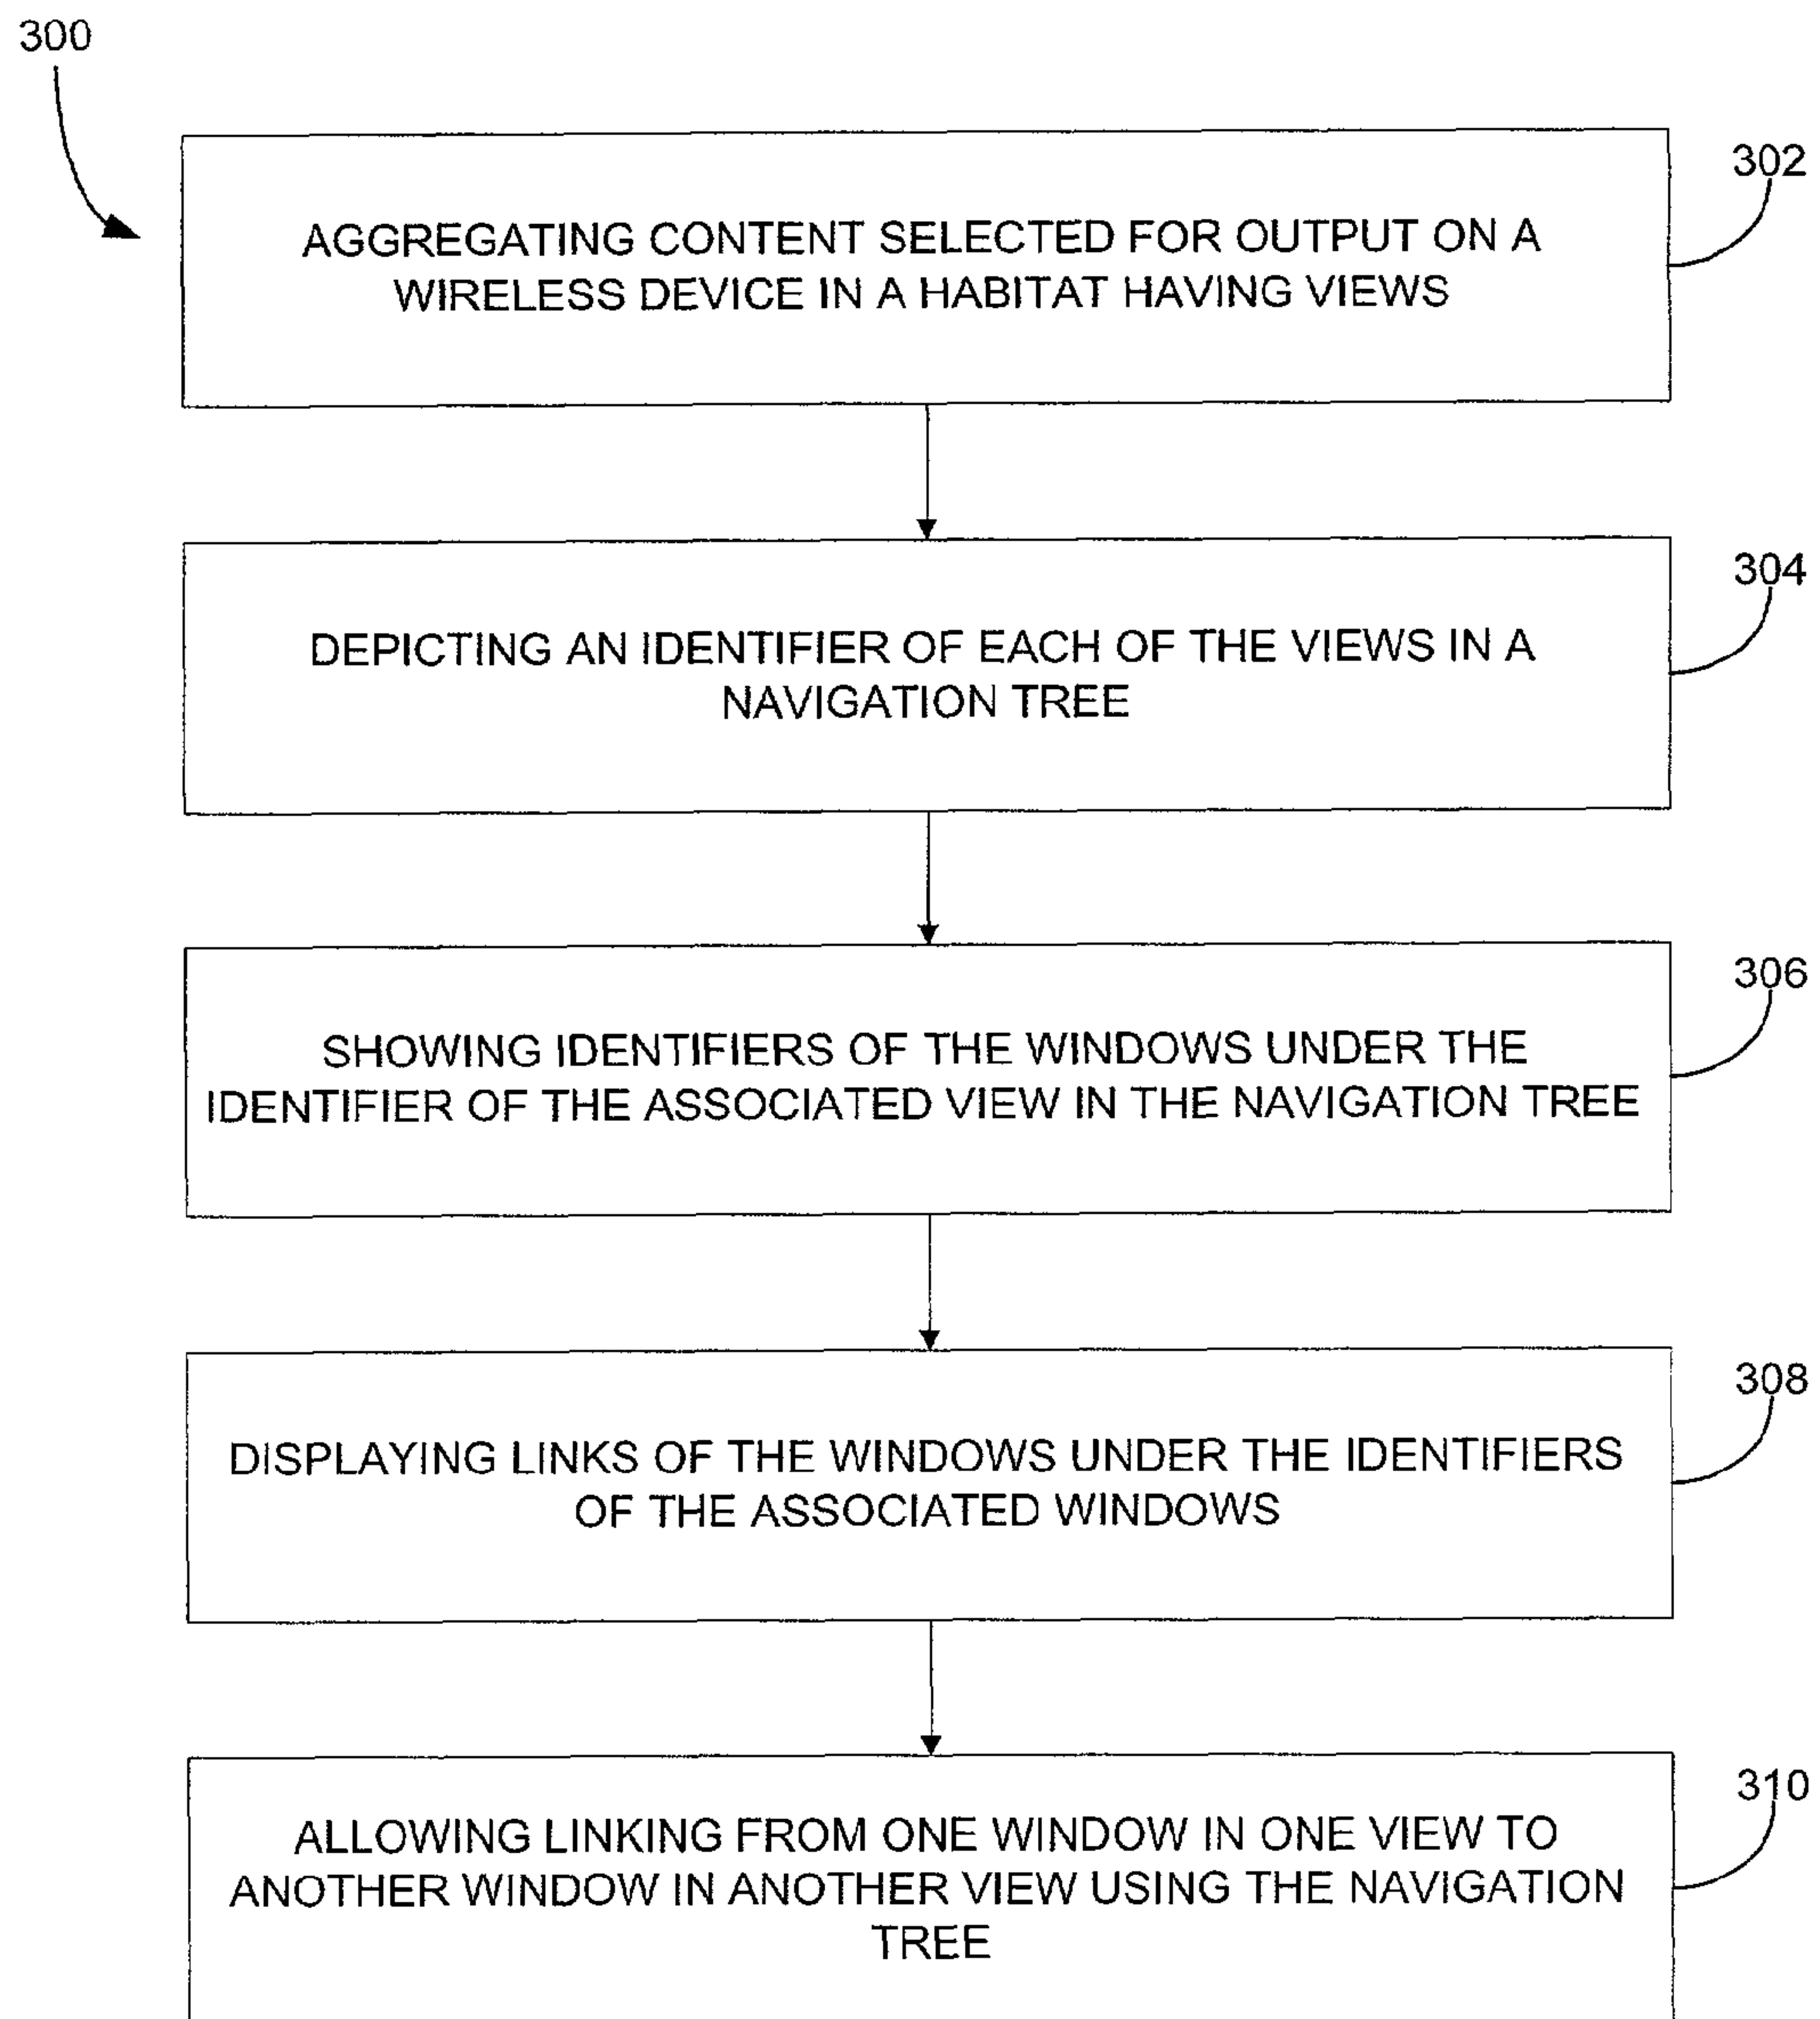 300
302
AGGREGATING CONTENT SELECTED FOR OUTPUT ON A
WIRELESS DEVICE IN A HABITAT HAVING VIEWS
304
DEPICTING AN IDENTIFIER OF EACH OF THE VIEWS IN A
NAVIGATION TREE
306
SHOWING IDENTIFIERS OF THE WINDOWS UNDER THE
IDENTIFIER OF THE ASSOCIATED VIEW IN THE NAVIGATION TREE
308
DISPLAYING LINKS OF THE WINDOWS UNDER THE IDENTIFIERS
OF THE ASSOCIATED WINDOWS
310
ALLOWING LINKING FROM ONE WINDOW IN ONE VIEW TO
ANOTHER WINDOW IN ANOTHER VIEW USING THE NAVIGATION
TREE